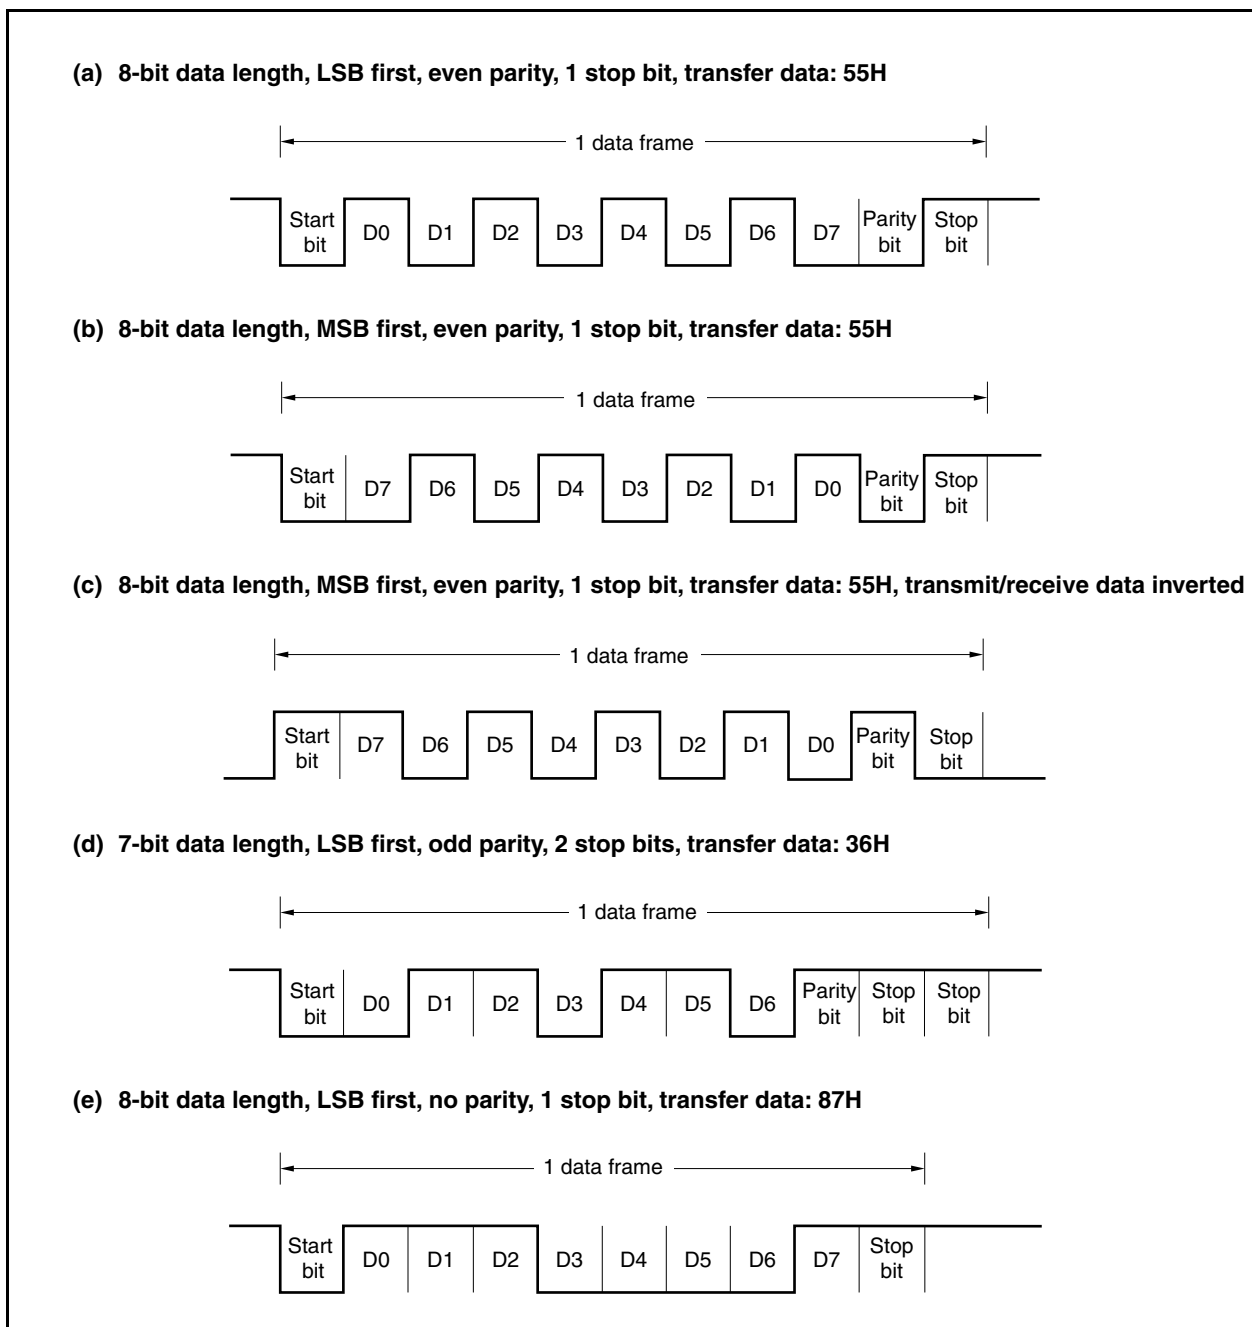 (a) 8-bit data length, LSB first, even parity, 1 stop bit, transfer data: 55H
1 data frame
Start bit D0 D1 D2 D3 D4 D5 D6 D7 Parity bit Stop bit
(b) 8-bit data length, MSB first, even parity, 1 stop bit, transfer data: 55H
1 data frame
Start bit D7 D6 D5 D4 D3 D2 D1 D0 Parity bit Stop bit
(c) 8-bit data length, MSB first, even parity, 1 stop bit, transfer data: 55H, transmit/receive data inverted
1 data frame
Start bit D7 D6 D5 D4 D3 D2 D1 D0 Parity bit Stop bit
(d) 7-bit data length, LSB first, odd parity, 2 stop bits, transfer data: 36H
1 data frame
Start bit D0 D1 D2 D3 D4 D5 D6 Parity bit Stop bit Stop bit
(e) 8-bit data length, LSB first, no parity, 1 stop bit, transfer data: 87H
1 data frame
Start bit D0 D1 D2 D3 D4 D5 D6 D7 Stop bit